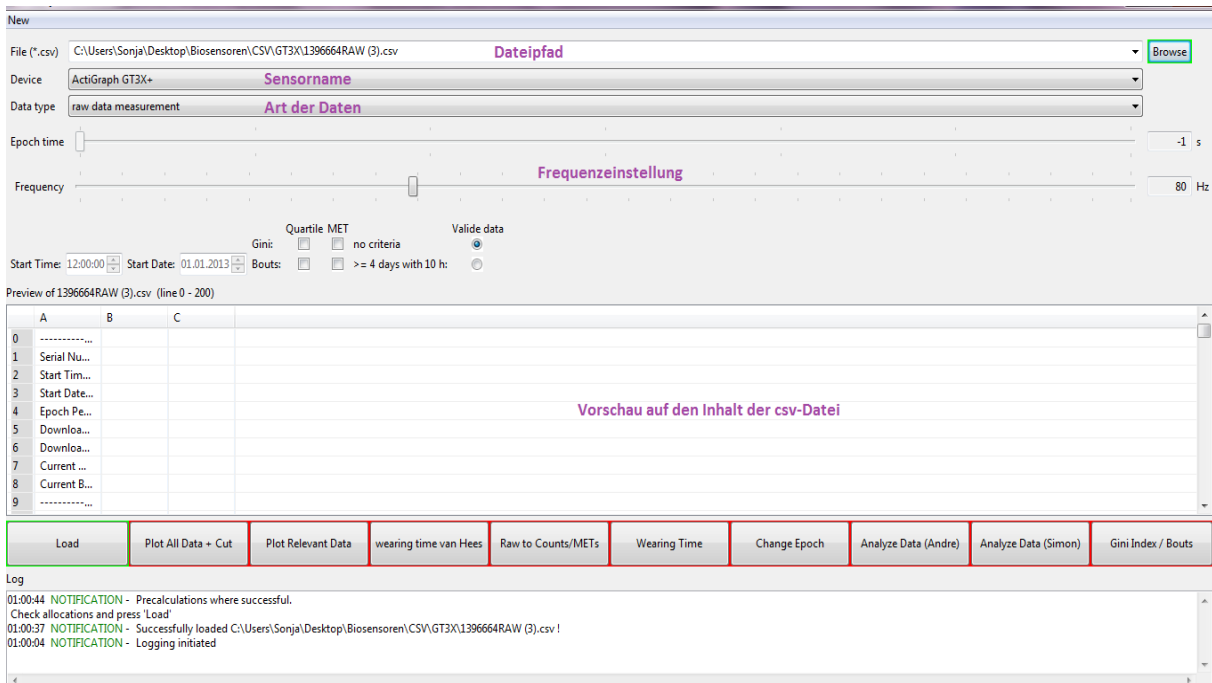 New
File (*.csv) C:\Users\Sonja\Desktop\Biosensoren\CSV\GT3X\1396664RAW (3).csv Dateipfad Browse
Device ActiGraph GT3X+ Sensorname
Data type raw data measurement Art der Daten
Epoch time -1 s
Frequenzeinstellung
Frequency 80 Hz
Quartile MET Valide data
Gini: no criteria
Start Time: 12:00:00 Start Date: 01.01.2013 Bouts: >= 4 days with 10 h:
Preview of 1396664RAW (3).csv (line 0 - 200)
A B C
0 ----------...
1 Serial Nu...
2 Start Tim...
3 Start Date...
4 Epoch Pe... Vorschau auf den Inhalt der csv-Datei
5 Downloa...
6 Downloa...
7 Current ...
8 Current B...
9 ----------...
Load Plot All Data + Cut Plot Relevant Data wearing time van Hees Raw to Counts/METs Wearing Time Change Epoch Analyze Data (Andre) Analyze Data (Simon) Gini Index / Bouts
Log
01:00:44 NOTIFICATION - Precalculations where successful.
Check allocations and press 'Load'
01:00:37 NOTIFICATION - Successfully loaded C:\Users\Sonja\Desktop\Biosensoren\CSV\GT3X\1396664RAW (3).csv !
01:00:04 NOTIFICATION - Logging initiated